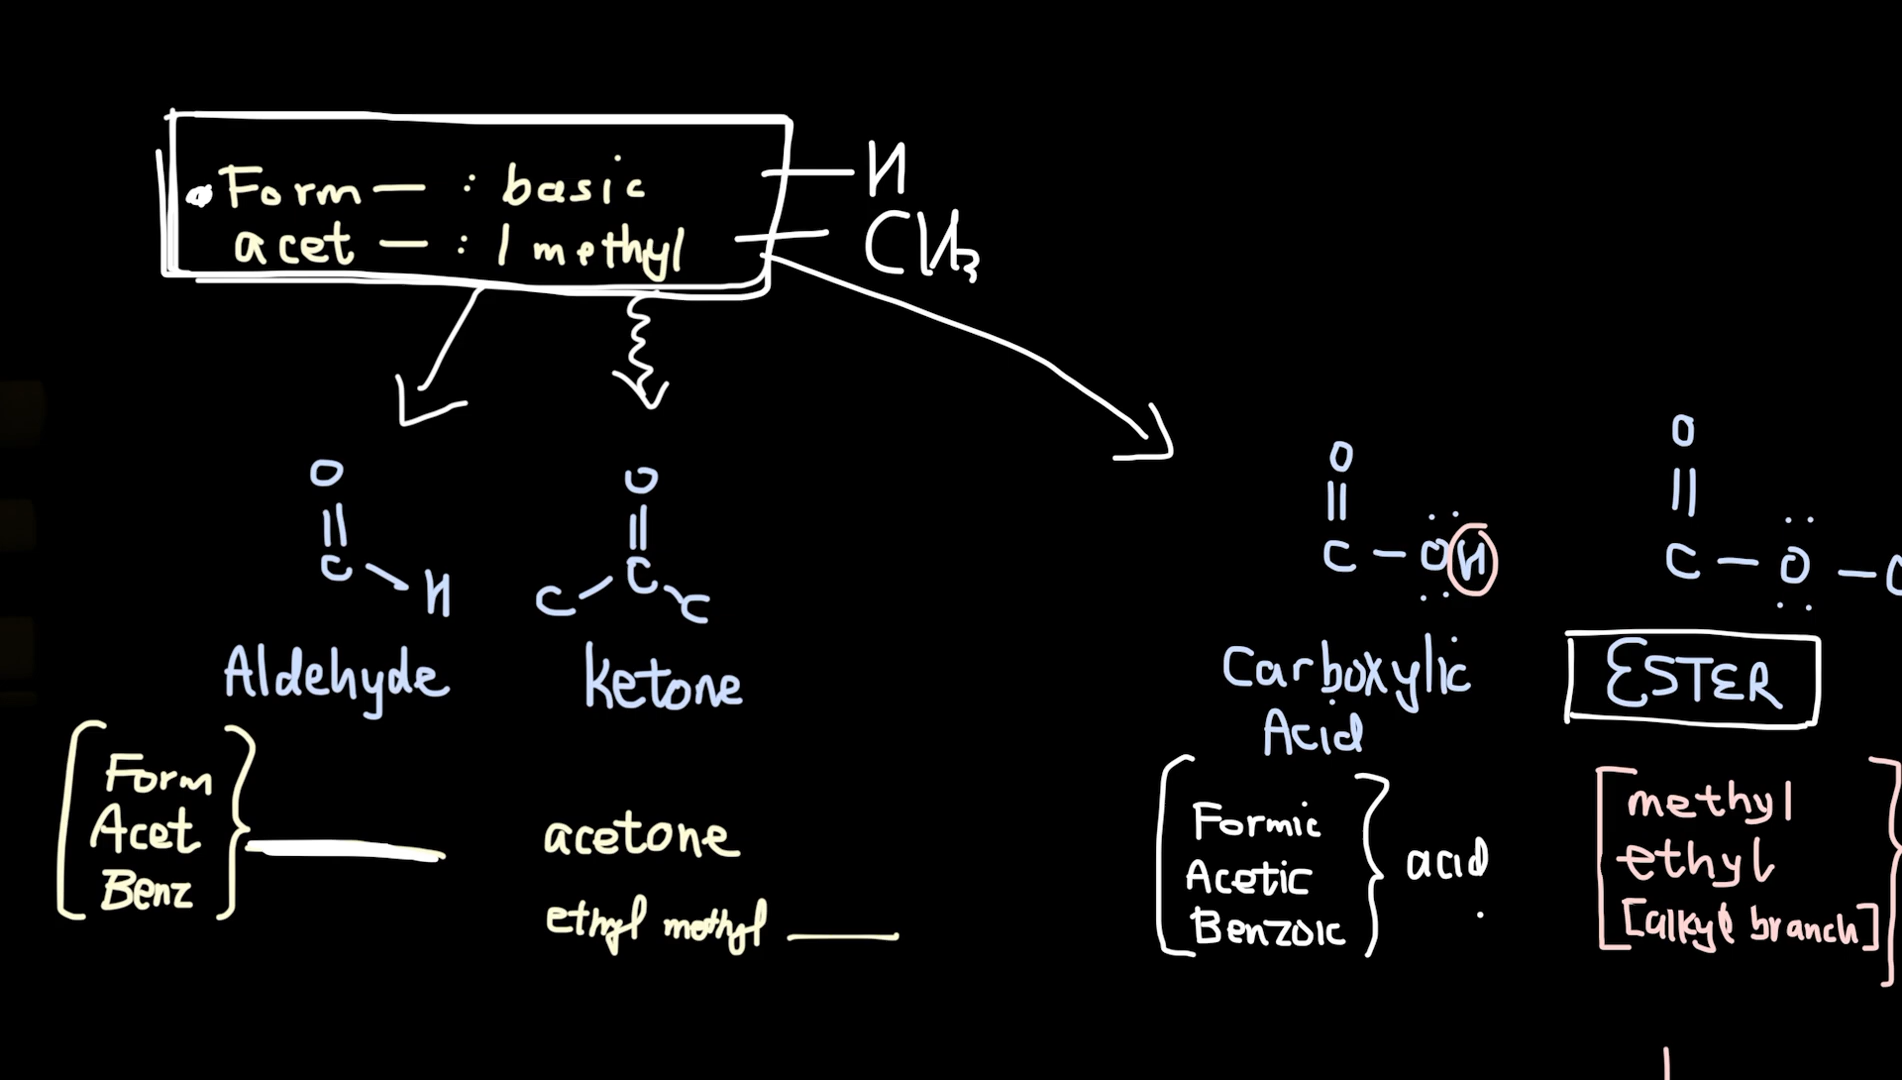 Form — : basic — H
acet — : 1 methyl — CH₃
O
||
C - H
Aldehyde
O
||
C C C
Ketone
O
||
C - OH
Carboxylic
Acid
O
||
C - O - C
ESTER
Form
Acet
Benz
acetone
ethyl methyl ____
Formic
Acetic
Benzoic
acid
methyl
ethyl
[alkyl branch]